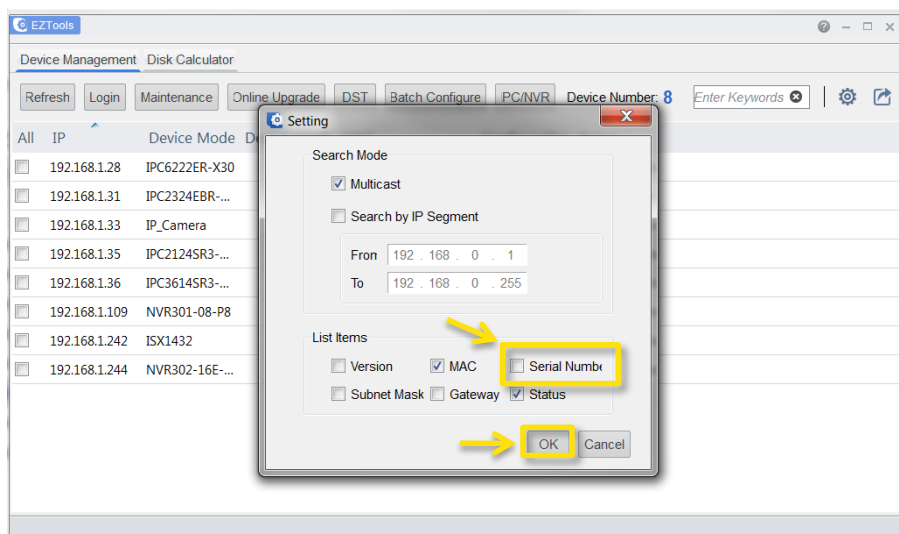 EZTools
Device Management Disk Calculator
Refresh Login Maintenance Online Upgrade DST Batch Configure PC/NVR Device Number: 8 Enter Keywords
Setting
All IP Device Mode De
Search Mode
192.168.1.28 IPC6222ER-X30
Multicast
192.168.1.31 IPC2324EBR-...
Search by IP Segment
192.168.1.33 IP_Camera
From 192 . 168 . 0 . 1
192.168.1.35 IPC2124SR3-...
To 192 . 168 . 0 . 255
192.168.1.36 IPC3614SR3-...
192.168.1.109 NVR301-08-P8
List Items
192.168.1.242 ISX1432
Version MAC Serial Numbe
192.168.1.244 NVR302-16E-...
Subnet Mask Gateway Status
OK Cancel